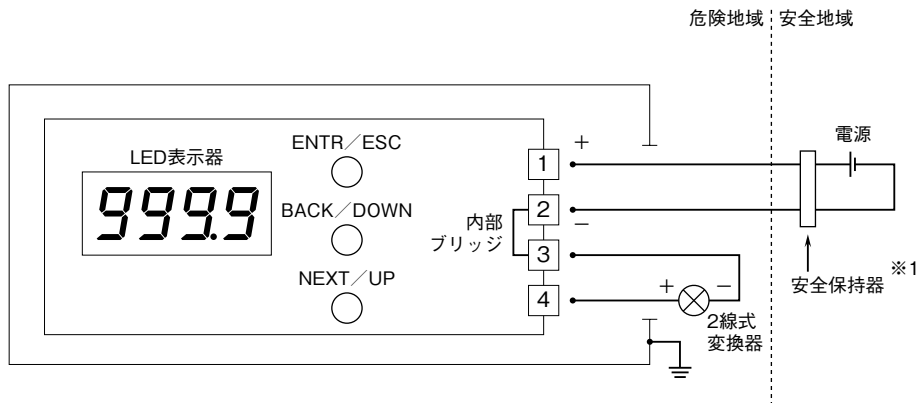 危険地域
安全地域
電源
ENTR／ESC
LED表示器
999.9
BACK／DOWN
NEXT／UP
内部
ブリッジ
1
2
3
4
+
−
+
−
2線式
変換器
安全保持器
※1